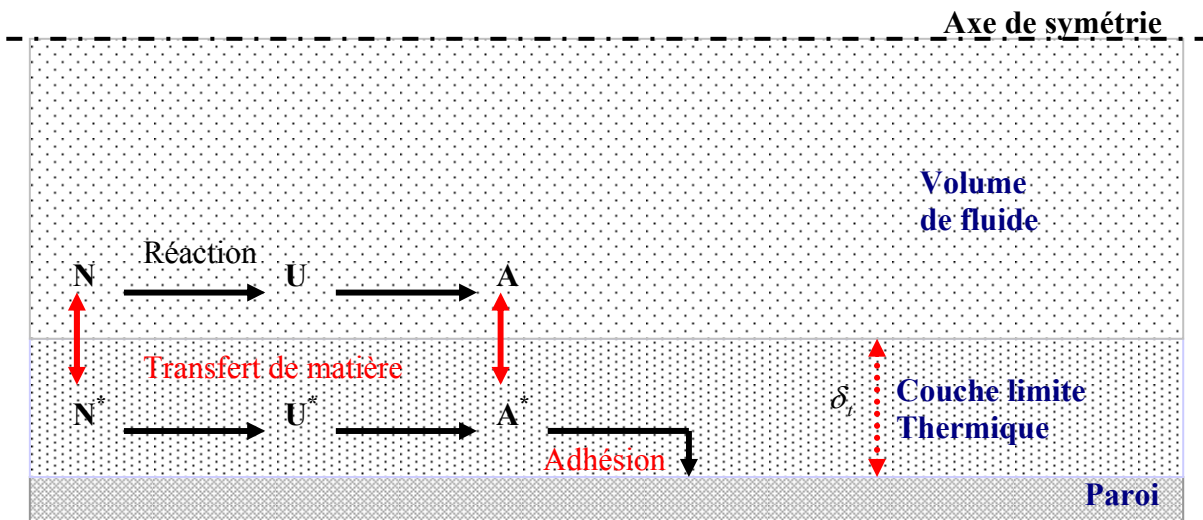 Axe de symétrie
Volume
de fluide
Réaction
N U A
Transfert de matière
N* U* A*
Adhésion
δt
Couche limite
Thermique
Paroi